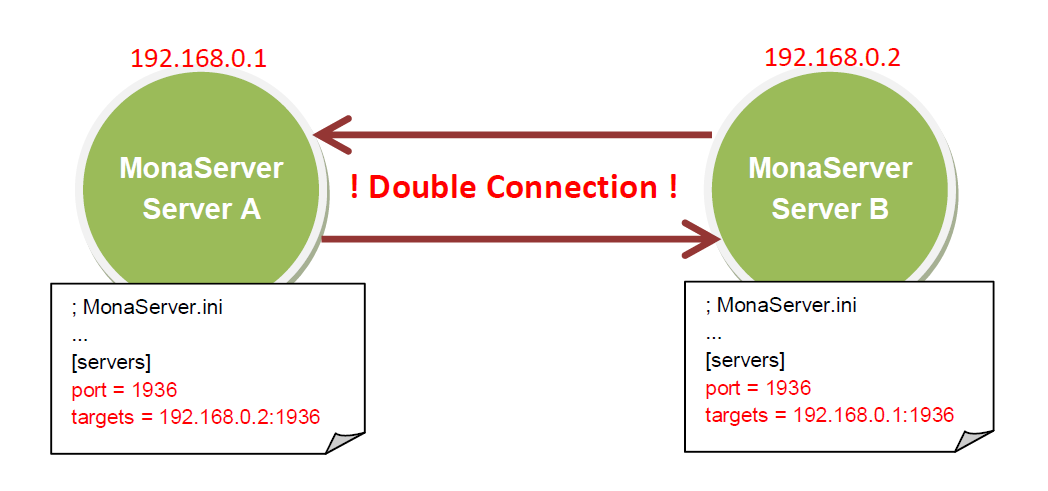 192.168.0.1
192.168.0.2
MonaServer
Server A
! Double Connection !
MonaServer
Server B
; MonaServer.ini
...
[servers]
port = 1936
targets = 192.168.0.2:1936
; MonaServer.ini
...
[servers]
port = 1936
targets = 192.168.0.1:1936